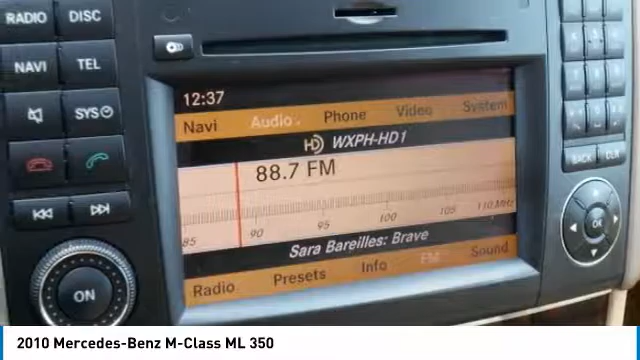 RADIO DISC
NAVI TEL
SYS
ON
12:37
Navi Audio Phone Video System
HD WXPH-HD1
88.7 FM
85 90 95 100 105 110 MHz
Sara Bareilles: Brave
Radio Presets Info FM Sound
BACK CLR
OK
2010 Mercedes-Benz M-Class ML 350